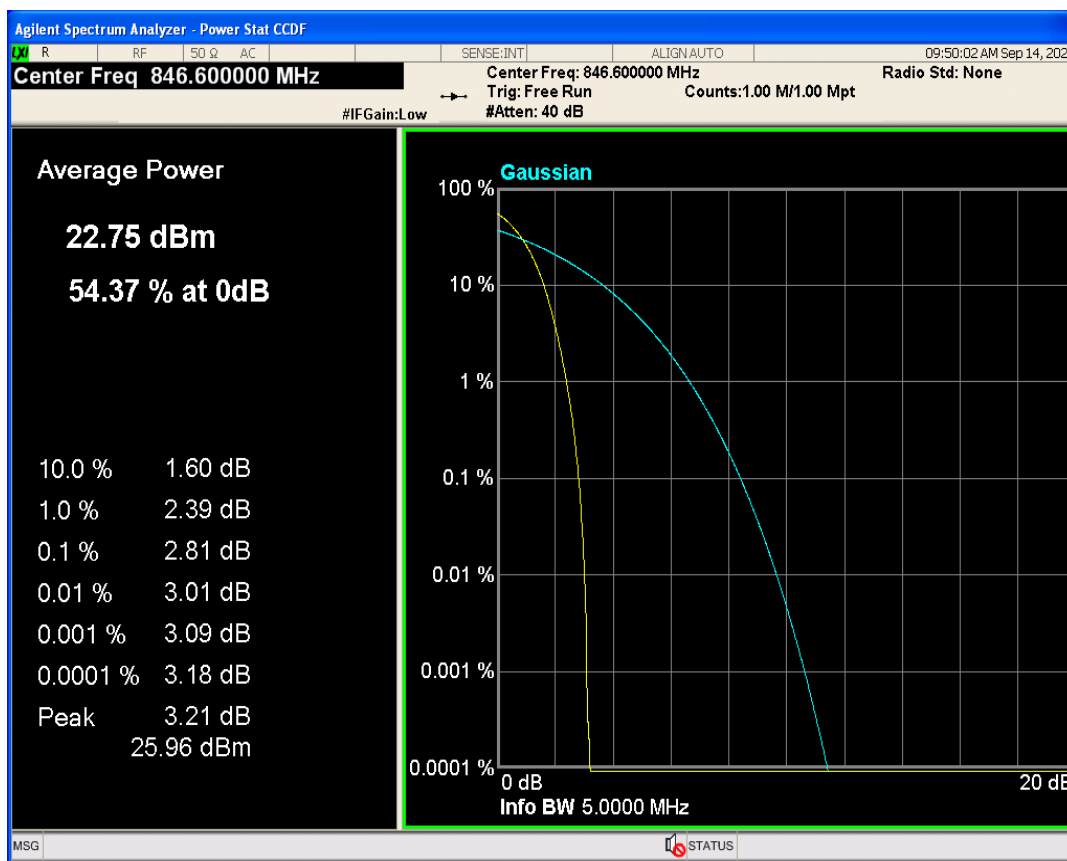 Agilent Spectrum Analyzer - Power Stat CCDF
LXI R RF 50 Ω AC SENSE:INT ALIGN AUTO 09:50:02 AM Sep 14, 202
Center Freq 846.600000 MHz
Center Freq: 846.600000 MHz Radio Std: None
Trig: Free Run Counts:1.00 M/1.00 Mpt
#IFGain:Low #Atten: 40 dB
Average Power
22.75 dBm
54.37 % at 0dB
10.0 % 1.60 dB
1.0 % 2.39 dB
0.1 % 2.81 dB
0.01 % 3.01 dB
0.001 % 3.09 dB
0.0001 % 3.18 dB
Peak 3.21 dB
25.96 dBm
Gaussian
100 %
10 %
1 %
0.1 %
0.01 %
0.001 %
0.0001 %
0 dB 20 dB
Info BW 5.0000 MHz
MSG STATUS